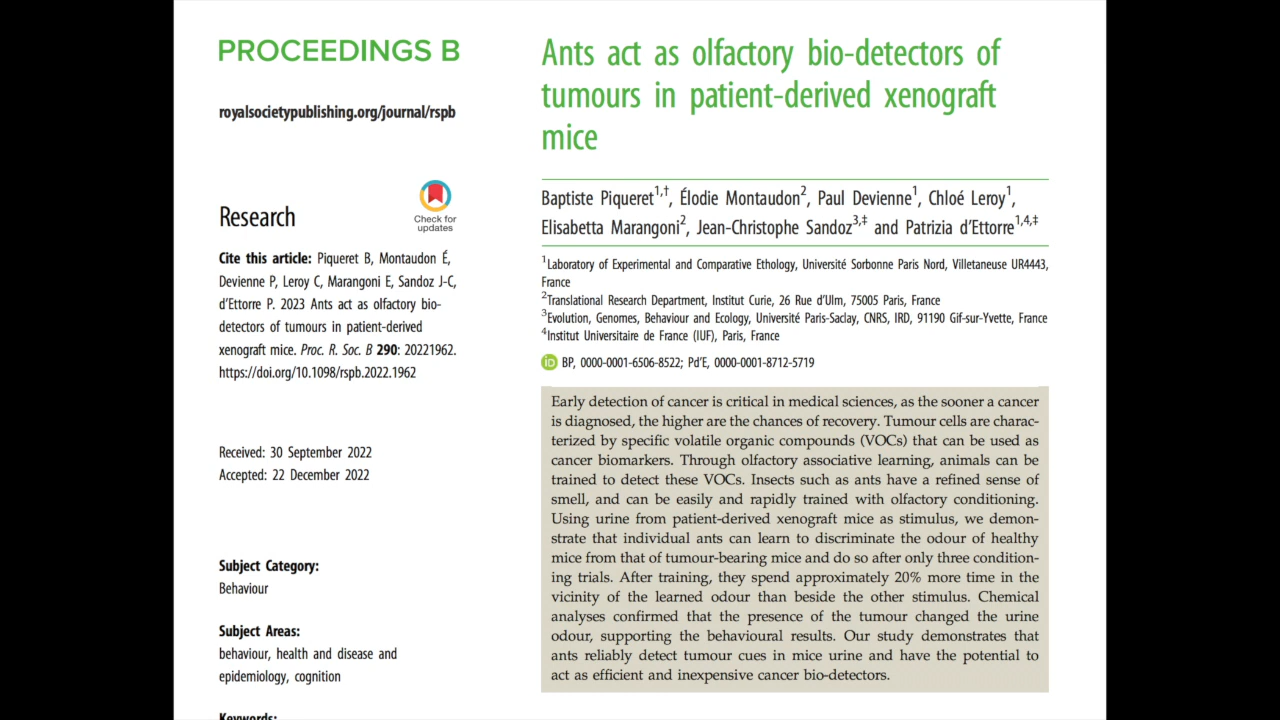 PROCEEDINGS B
royalsocietypublishing.org/journal/rspb
Research
Check for
updates
Cite this article: Piqueret B, Montaudon É,
Devienne P, Leroy C, Marangoni E, Sandoz J-C,
d'Ettorre P. 2023 Ants act as olfactory bio-
detectors of tumours in patient-derived
xenograft mice. Proc. R. Soc. B 290: 20221962.
https://doi.org/10.1098/rspb.2022.1962
Received: 30 September 2022
Accepted: 22 December 2022
Subject Category:
Behaviour
Subject Areas:
behaviour, health and disease and
epidemiology, cognition
Keywords:
Ants act as olfactory bio-detectors of
tumours in patient-derived xenograft
mice
Baptiste Piqueret1,†, Élodie Montaudon2, Paul Devienne1, Chloé Leroy1,
Elisabetta Marangoni2, Jean-Christophe Sandoz3,‡ and Patrizia d'Ettorre1,4,‡
1Laboratory of Experimental and Comparative Ethology, Université Sorbonne Paris Nord, Villetaneuse UR4443,
France
2Translational Research Department, Institut Curie, 26 Rue d'Ulm, 75005 Paris, France
3Evolution, Genomes, Behaviour and Ecology, Université Paris-Saclay, CNRS, IRD, 91190 Gif-sur-Yvette, France
4Institut Universitaire de France (IUF), Paris, France
iD BP, 0000-0001-6506-8522; Pd'E, 0000-0001-8712-5719
Early detection of cancer is critical in medical sciences, as the sooner a cancer
is diagnosed, the higher are the chances of recovery. Tumour cells are charac-
terized by specific volatile organic compounds (VOCs) that can be used as
cancer biomarkers. Through olfactory associative learning, animals can be
trained to detect these VOCs. Insects such as ants have a refined sense of
smell, and can be easily and rapidly trained with olfactory conditioning.
Using urine from patient-derived xenograft mice as stimulus, we demon-
strate that individual ants can learn to discriminate the odour of healthy
mice from that of tumour-bearing mice and do so after only three condition-
ing trials. After training, they spend approximately 20% more time in the
vicinity of the learned odour than beside the other stimulus. Chemical
analyses confirmed that the presence of the tumour changed the urine
odour, supporting the behavioural results. Our study demonstrates that
ants reliably detect tumour cues in mice urine and have the potential to
act as efficient and inexpensive cancer bio-detectors.